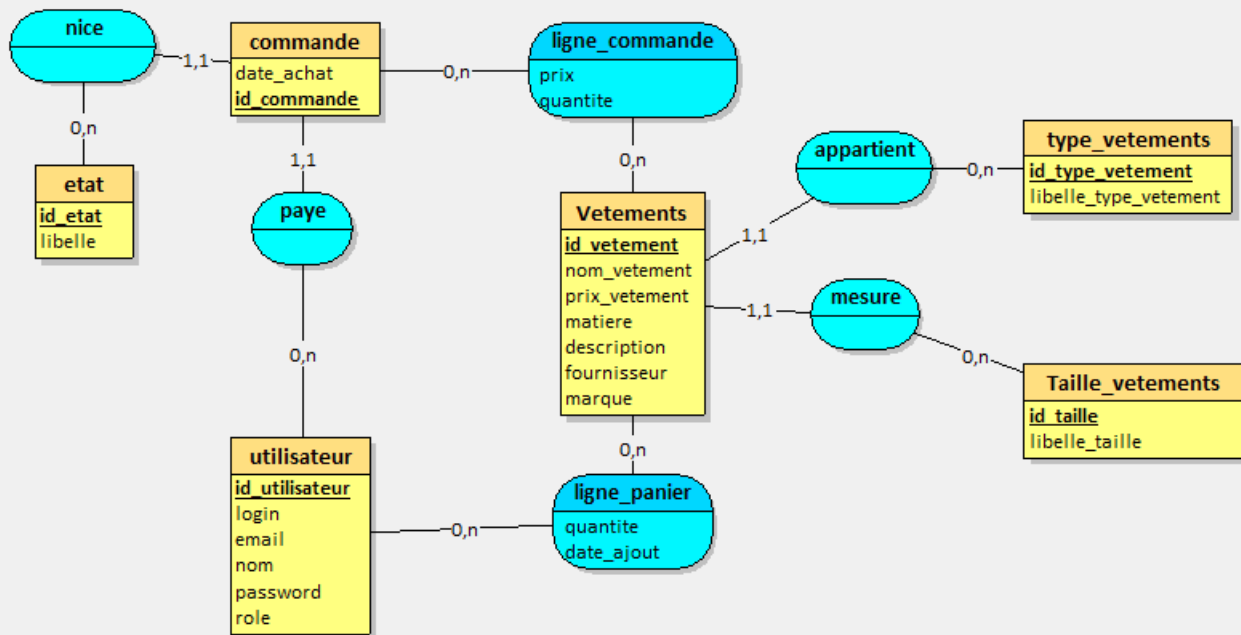 nice
1,1
0,n
etat
id_etat
libelle
commande
date_achat
id_commande
0,n
ligne_commande
prix
quantite
1,1
paye
0,n
0,n
appartient
0,n
type_vetements
id_type_vetement
libelle_type_vetement
Vetements
id_vetement
nom_vetement
prix_vetement
matiere
description
fournisseur
marque
1,1
1,1
mesure
0,n
Taille_vetements
id_taille
libelle_taille
utilisateur
id_utilisateur
login
email
nom
password
role
0,n
0,n
ligne_panier
quantite
date_ajout